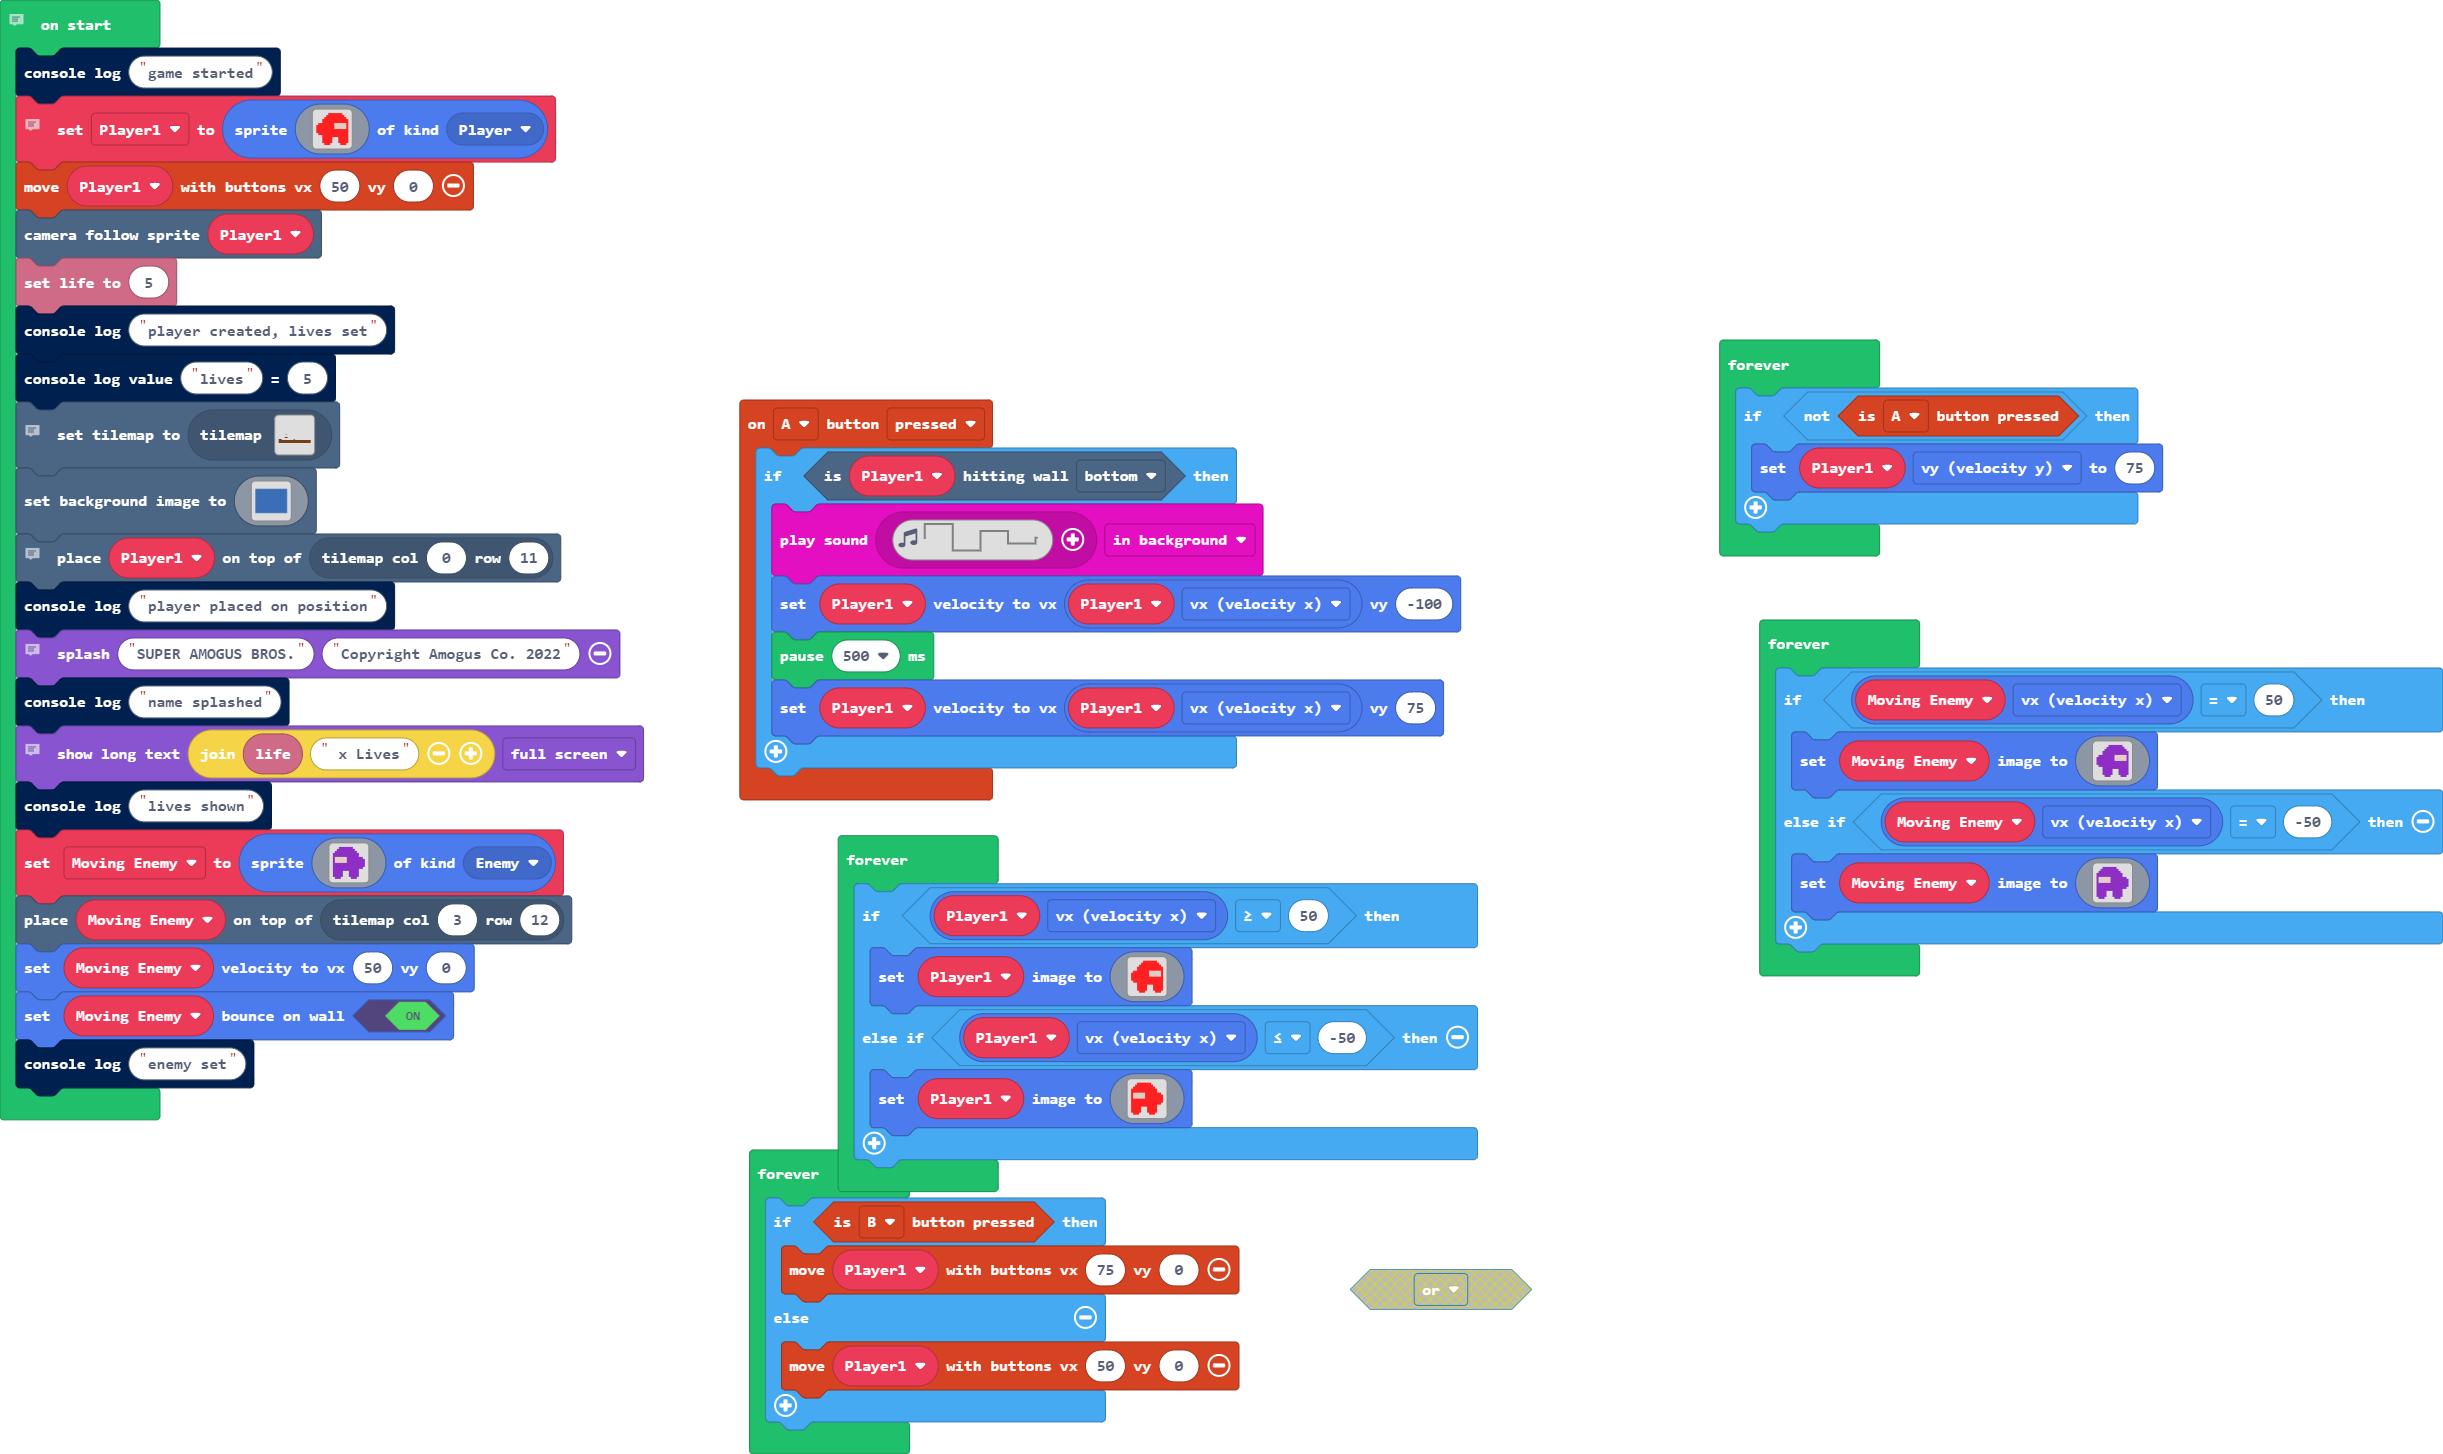 on start
console log "game started"
set Player1 to sprite of kind Player
move Player1 with buttons vx 50 vy 0
camera follow sprite Player1
set life to 5
console log "player created, lives set"
console log value "lives" = 5
set tilemap to tilemap
set background image to
place Player1 on top of tilemap col 0 row 11
console log "player placed on position"
splash "SUPER AMOGUS BROS." "Copyright Amogus Co. 2022"
console log "name splashed"
show long text join life " x Lives" full screen
console log "lives shown"
set Moving Enemy to sprite of kind Enemy
place Moving Enemy on top of tilemap col 3 row 12
set Moving Enemy velocity to vx 50 vy 0
set Moving Enemy bounce on wall ON
console log "enemy set"
on A button pressed
if is Player1 hitting wall bottom then
play sound in background
set Player1 velocity to vx Player1 vx (velocity x) vy -100
pause 500 ms
set Player1 velocity to vx Player1 vx (velocity x) vy 75
forever
if Player1 vx (velocity x) ≥ 50 then
set Player1 image to
else if Player1 vx (velocity x) ≤ -50 then
set Player1 image to
forever
if is B button pressed then
move Player1 with buttons vx 75 vy 0
else
move Player1 with buttons vx 50 vy 0
or
forever
if not is A button pressed then
set Player1 vy (velocity y) to 75
forever
if Moving Enemy vx (velocity x) = 50 then
set Moving Enemy image to
else if Moving Enemy vx (velocity x) = -50 then
set Moving Enemy image to